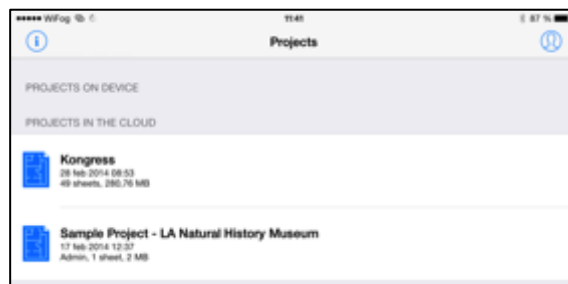 WiFog 11:41 87 %
Projects
PROJECTS ON DEVICE
PROJECTS IN THE CLOUD
Kongress
28 feb 2014 08:53
49 sheets, 280,76 MB
Sample Project - LA Natural History Museum
17 feb 2014 12:37
Admin, 1 sheet, 2 MB